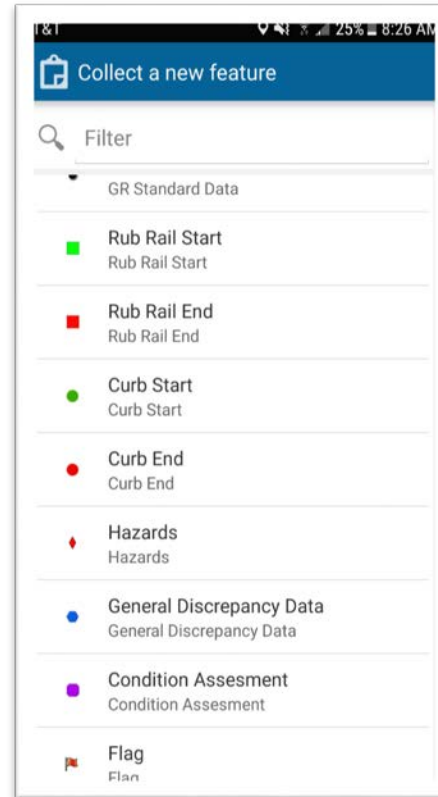 T&T 25% 8:26 AM
Collect a new feature
Filter
GR Standard Data
Rub Rail Start
Rub Rail Start
Rub Rail End
Rub Rail End
Curb Start
Curb Start
Curb End
Curb End
Hazards
Hazards
General Discrepancy Data
General Discrepancy Data
Condition Assesment
Condition Assesment
Flag
Flag